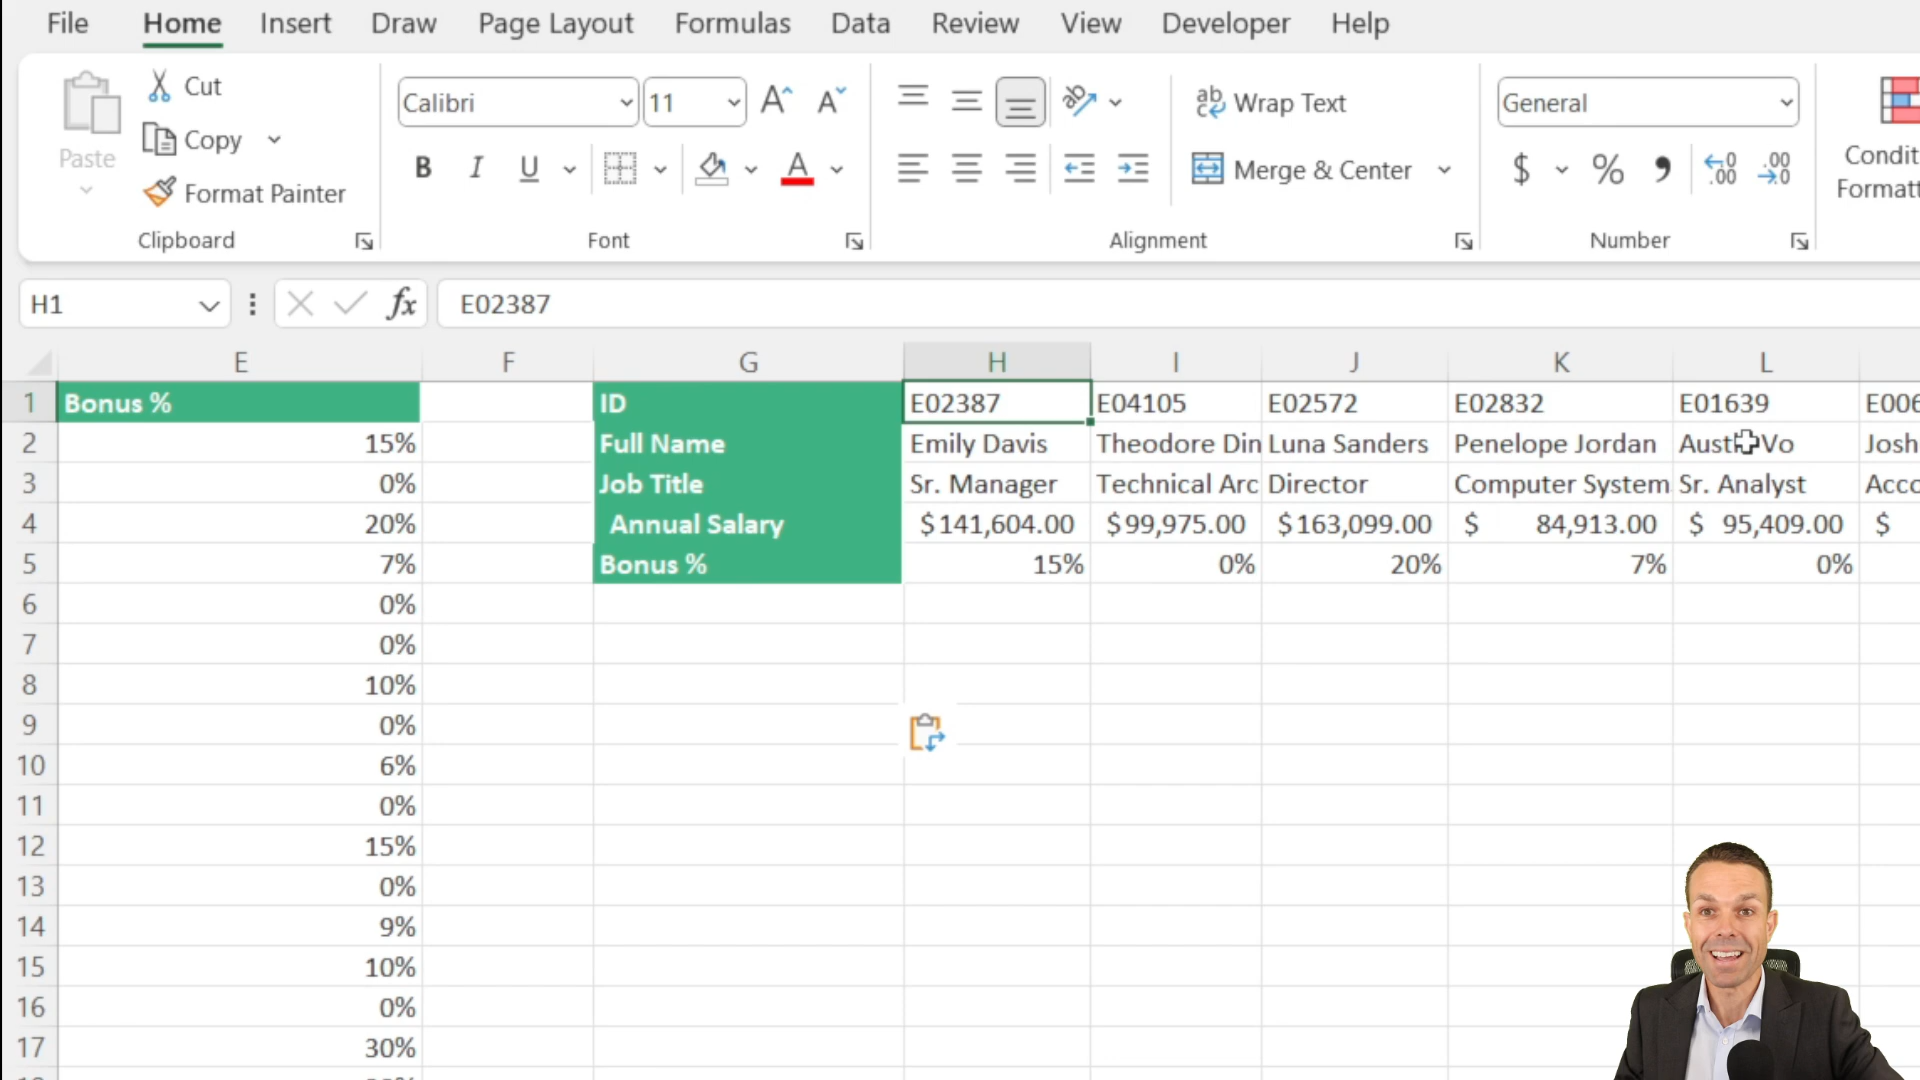 File Home Insert Draw Page Layout Formulas Data Review View Developer Help
Paste
Cut
Copy
Format Painter
Clipboard
Calibri 11
B I U
Font
Wrap Text
Merge & Center
Alignment
General
$ % ,
Number
Condit
Formatt
H1 fx E02387
E F G H I J K L
1 Bonus % ID E02387 E04105 E02572 E02832 E01639 E006
2 15% Full Name Emily Davis Theodore Din Luna Sanders Penelope Jordan Vo Josh
3 0% Job Title Sr. Manager Technical Arc Director Computer System Sr. Analyst Acco
4 20% Annual Salary $141,604.00 $99,975.00 $163,099.00 $ 84,913.00 $ 95,409.00 $
5 7% Bonus % 15% 0% 20% 7% 0%
6 0%
7 0%
8 10%
9 0%
10 6%
11 0%
12 15%
13 0%
14 9%
15 10%
16 0%
17 30%